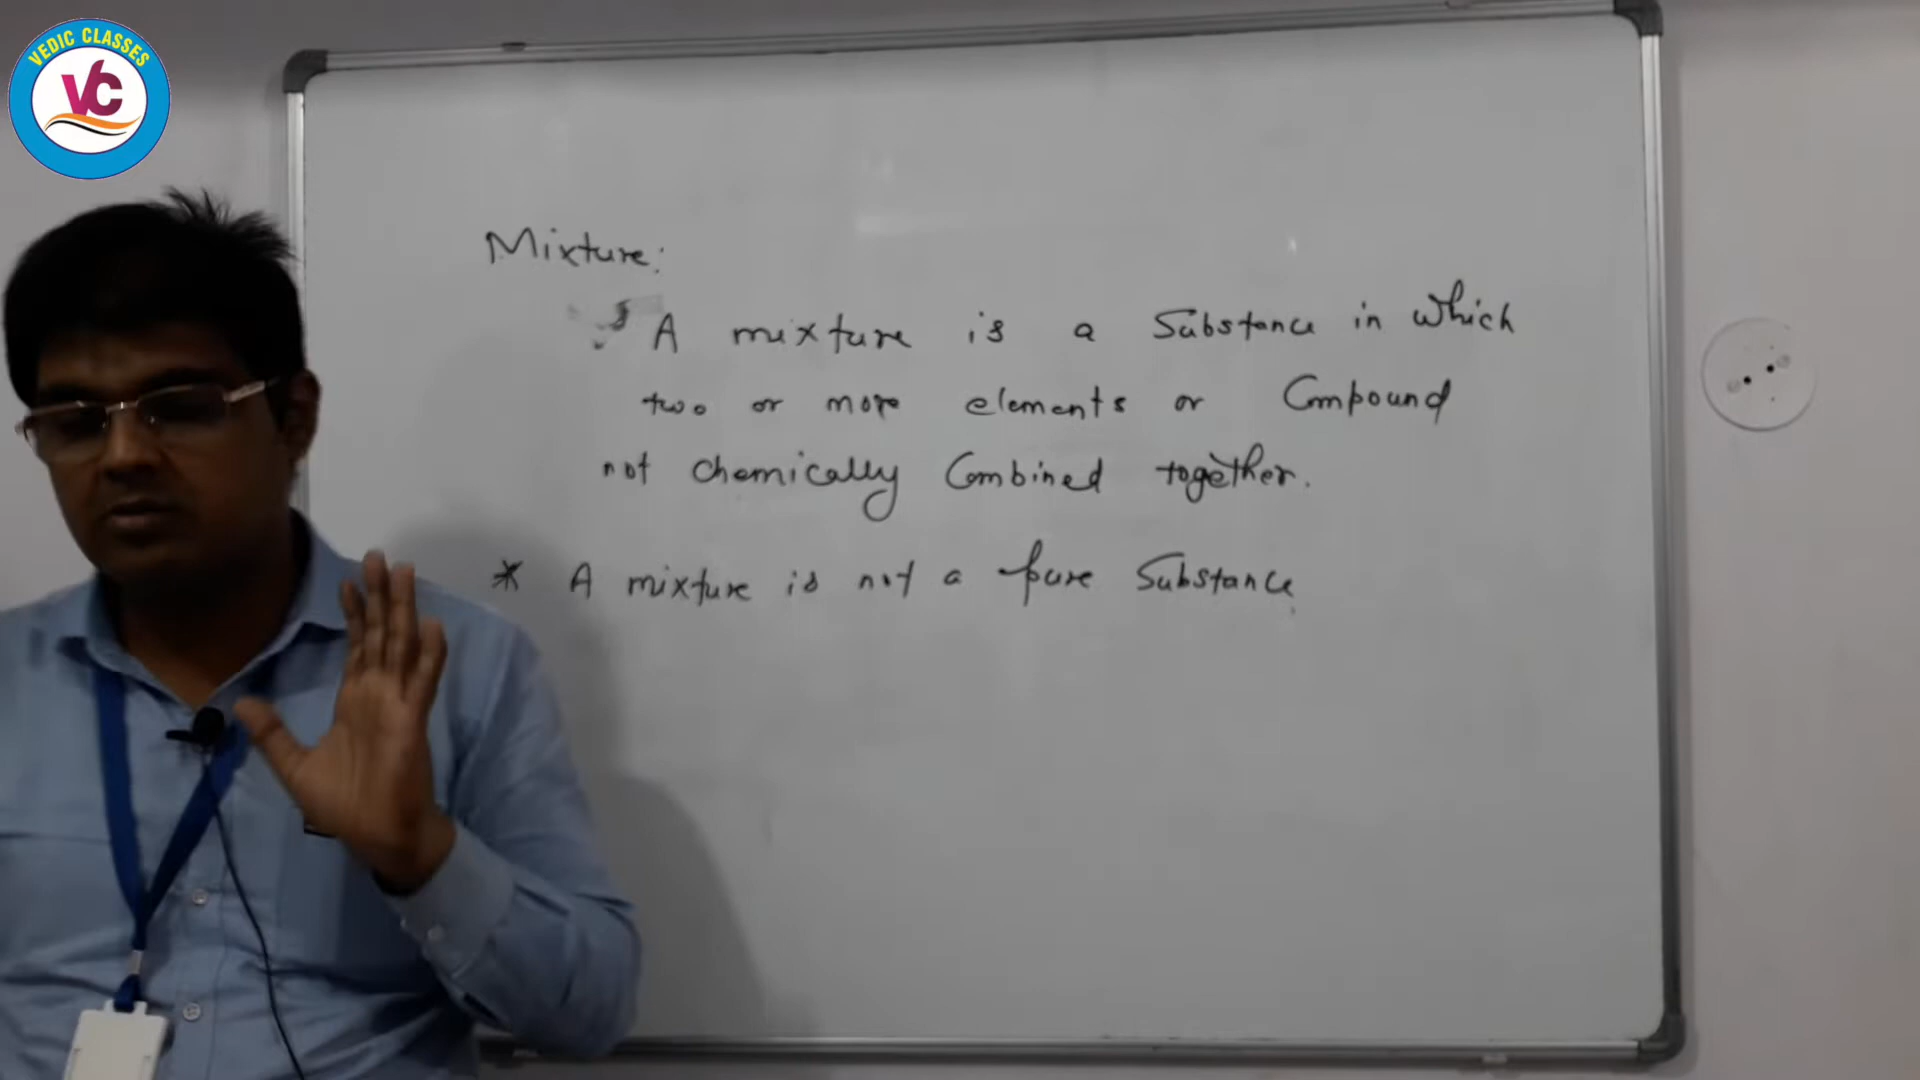 VEDIC CLASSES
VC
Mixture:
A mixture is a Substance in which
two or more elements or Compound
not chemically Combined together.
* A mixture is not a pure Substance